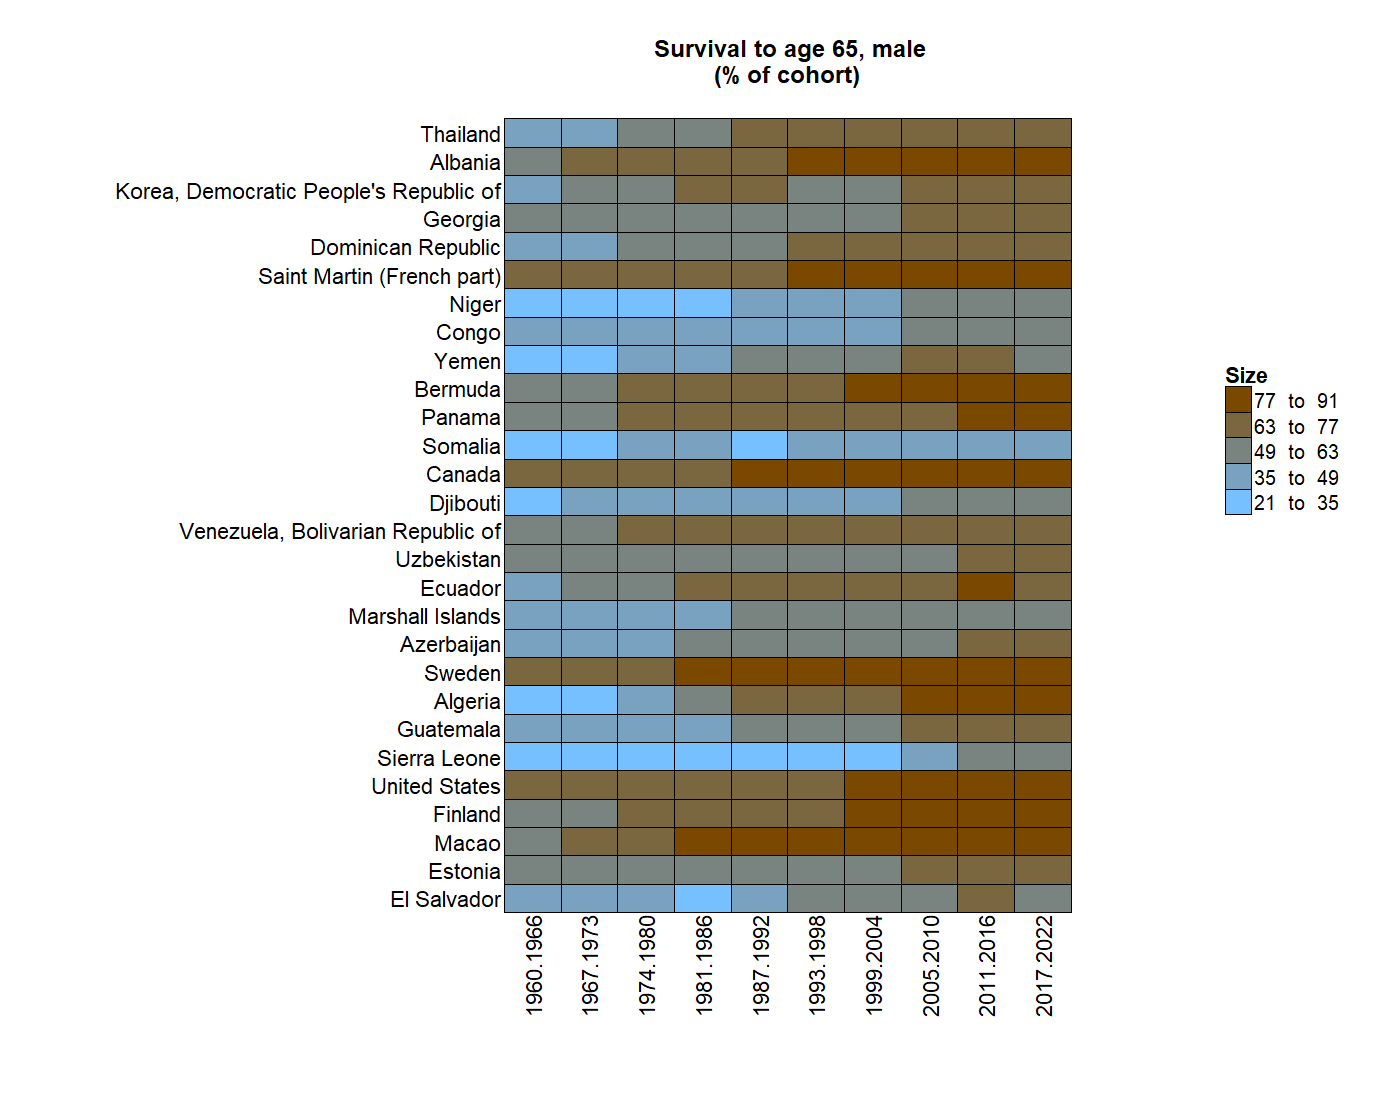 Survival to age 65, male
(% of cohort)
Thailand
Albania
Korea, Democratic People's Republic of
Georgia
Dominican Republic
Saint Martin (French part)
Niger
Congo
Yemen
Bermuda
Panama
Somalia
Canada
Djibouti
Venezuela, Bolivarian Republic of
Uzbekistan
Ecuador
Marshall Islands
Azerbaijan
Sweden
Algeria
Guatemala
Sierra Leone
United States
Finland
Macao
Estonia
El Salvador
1960.1966
1967.1973
1974.1980
1981.1986
1987.1992
1993.1998
1999.2004
2005.2010
2011.2016
2017.2022
Size
77 to 91
63 to 77
49 to 63
35 to 49
21 to 35